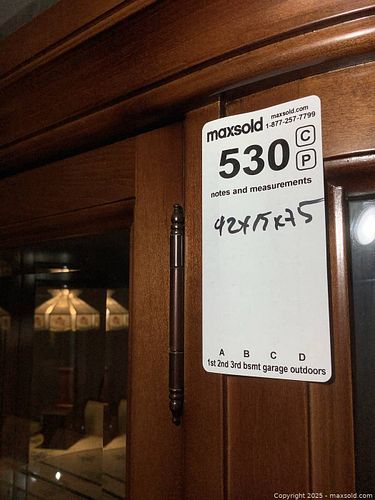 maxsold
maxsold.com
1-877-257-7799
530
C
P
notes and measurements
42x15x75
A B C D
1st 2nd 3rd bsmt garage outdoors
Copyright 2025 - maxsold.com